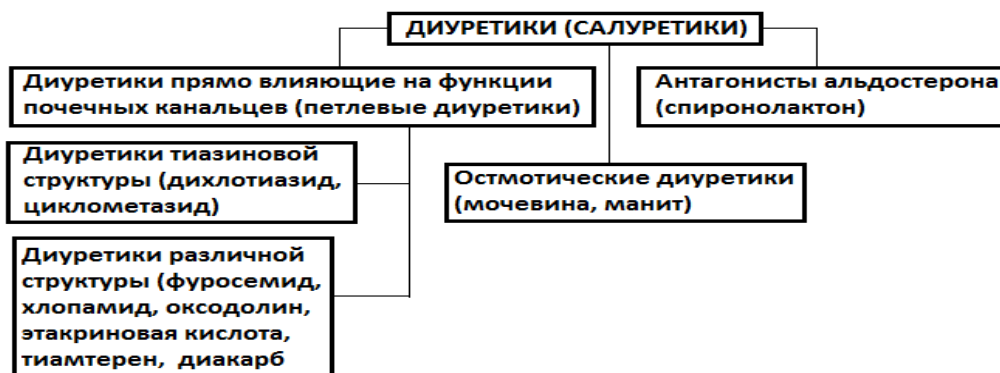 ДИУРЕТИКИ (САЛУРЕТИКИ)
Диуретики прямо влияющие на функции
почечных канальцев (петлевые диуретики)
Антагонисты альдостерона
(спиронолактон)
Диуретики тиазиновой
структуры (дихлотиазид,
циклометазид)
Остмотические диуретики
(мочевина, манит)
Диуретики различной
структуры (фуросемид,
хлопамид, оксодолин,
этакриновая кислота,
тиамтерен, диакарб